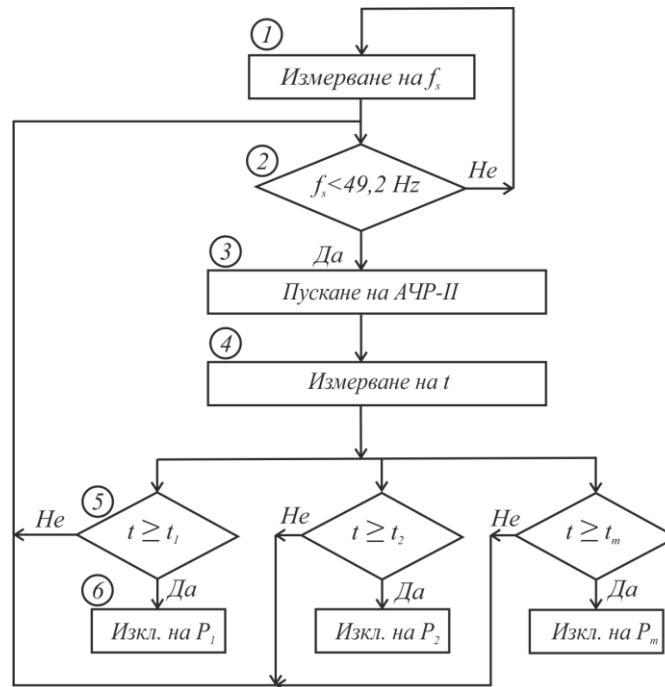 1
Измерване на fₛ
2
fₛ<49,2 Hz
Не
Да
3
Пускане на АЧР-II
4
Измерване на t
5
Не
t ≥ t₁
Не
t ≥ t₂
Не
t ≥ tₘ
6
Да
Да
Да
Изкл. на P₁
Изкл. на P₂
Изкл. на Pₘ